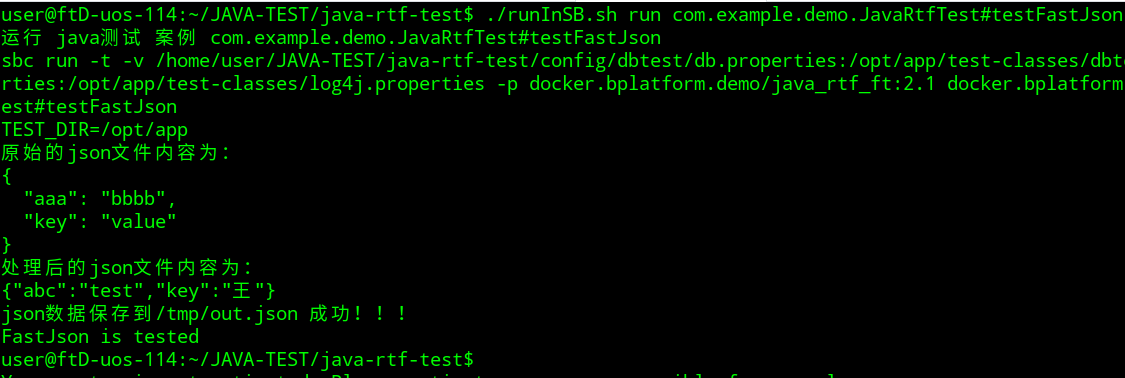 user@ftD-uos-114:~/JAVA-TEST/java-rtf-test$ ./runInSB.sh run com.example.demo.JavaRtfTest#testFastJson
运行 java测试 案例 com.example.demo.JavaRtfTest#testFastJson
sbc run -t -v /home/user/JAVA-TEST/java-rtf-test/config/dbtest/db.properties:/opt/app/test-classes/dbt
rties:/opt/app/test-classes/log4j.properties -p docker.bplatform.demo/java_rtf_ft:2.1 docker.bplatform
est#testFastJson
TEST_DIR=/opt/app
原始的json文件内容为:
{
"aaa": "bbbb",
"key": "value"
}
处理后的json文件内容为:
{"abc":"test","key":"王"}
json数据保存到/tmp/out.json 成功！！！
FastJson is tested
user@ftD-uos-114:~/JAVA-TEST/java-rtf-test$